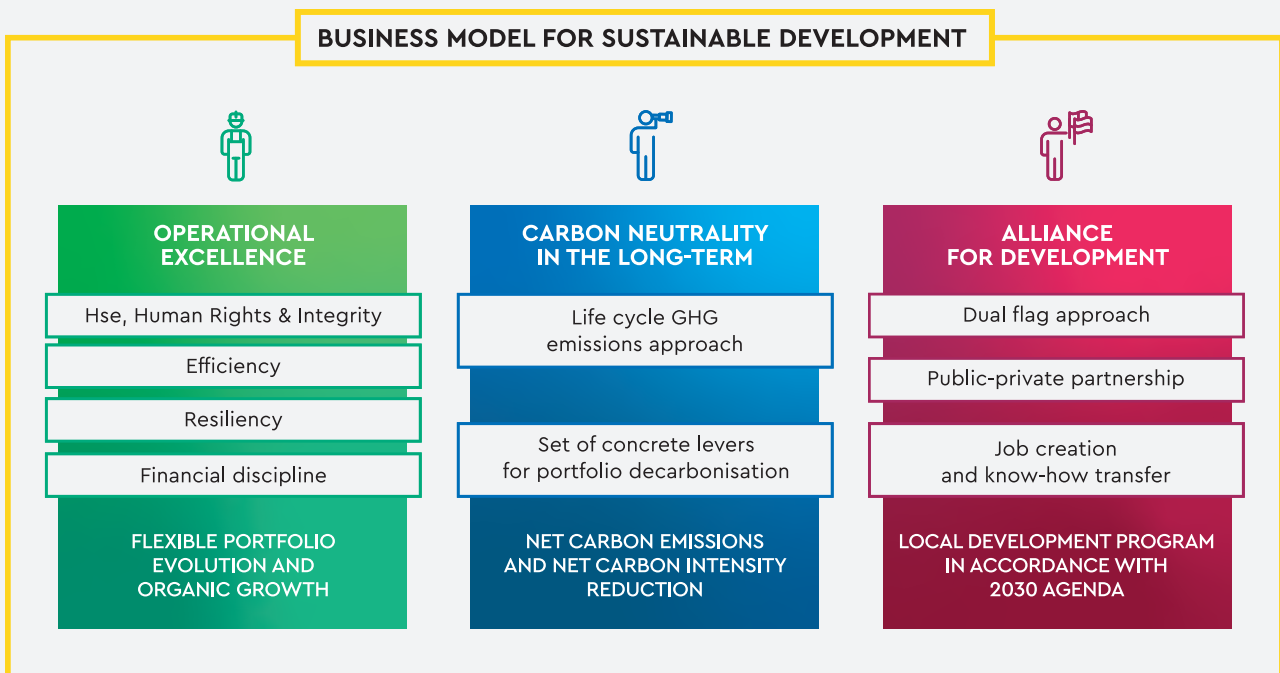 BUSINESS MODEL FOR SUSTAINABLE DEVELOPMENT
OPERATIONAL
EXCELLENCE
Hse, Human Rights & Integrity
Efficiency
Resiliency
Financial discipline
FLEXIBLE PORTFOLIO
EVOLUTION AND
ORGANIC GROWTH
CARBON NEUTRALITY
IN THE LONG-TERM
Life cycle GHG
emissions approach
Set of concrete levers
for portfolio decarbonisation
NET CARBON EMISSIONS
AND NET CARBON INTENSITY
REDUCTION
ALLIANCE
FOR DEVELOPMENT
Dual flag approach
Public-private partnership
Job creation
and know-how transfer
LOCAL DEVELOPMENT PROGRAM
IN ACCORDANCE WITH
2030 AGENDA